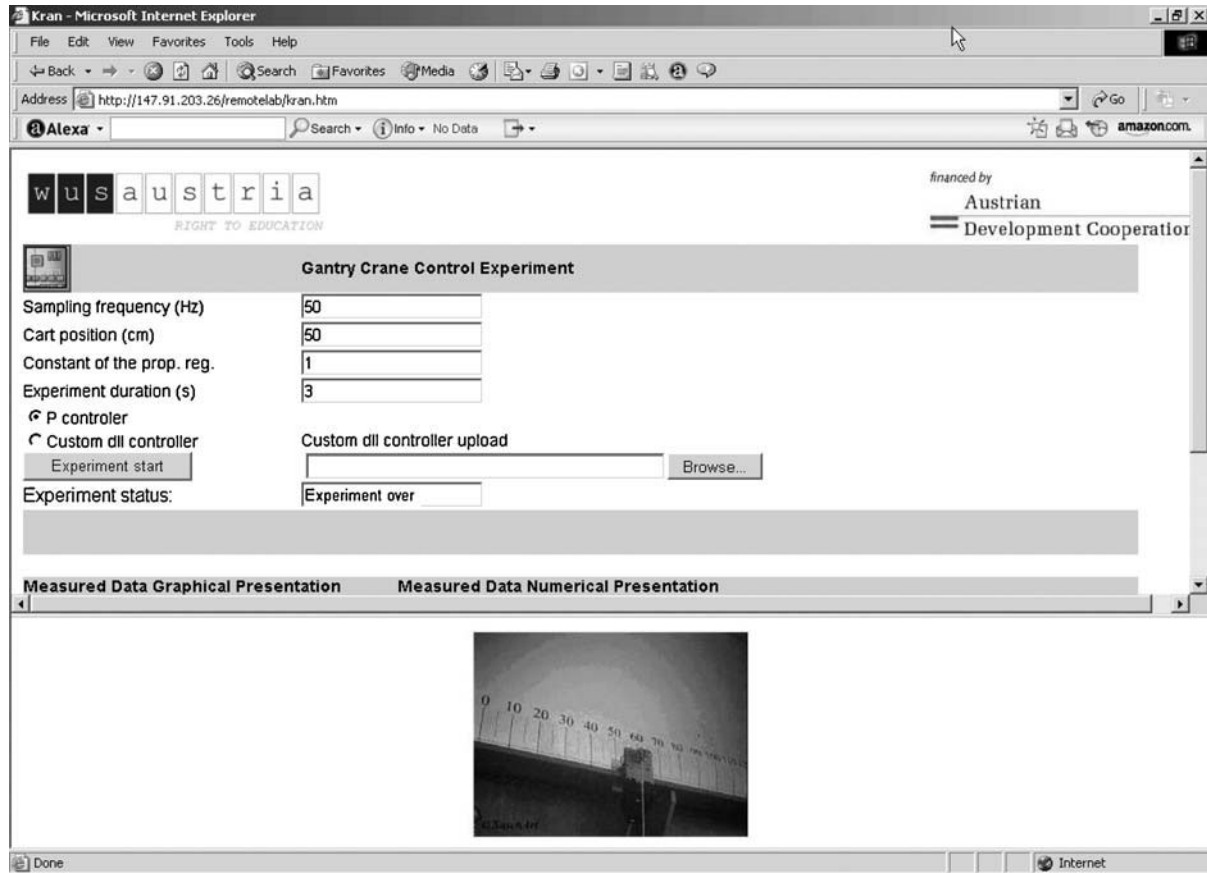 Kran - Microsoft Internet Explorer
File Edit View Favorites Tools Help
Back Search Favorites Media
Address http://147.91.203.26/remotelab/kran.htm Go
Alexa Search Info No Data amazon.com.
wusaustria
RIGHT TO EDUCATION
financed by
Austrian
Development Cooperation
Gantry Crane Control Experiment
Sampling frequency (Hz) 50
Cart position (cm) 50
Constant of the prop. reg. 1
Experiment duration (s) 3
P controler
Custom dll controller Custom dll controller upload
Experiment start Browse...
Experiment status: Experiment over
Measured Data Graphical Presentation Measured Data Numerical Presentation
0 10 20 30 40 50 60 70 80
Done Internet